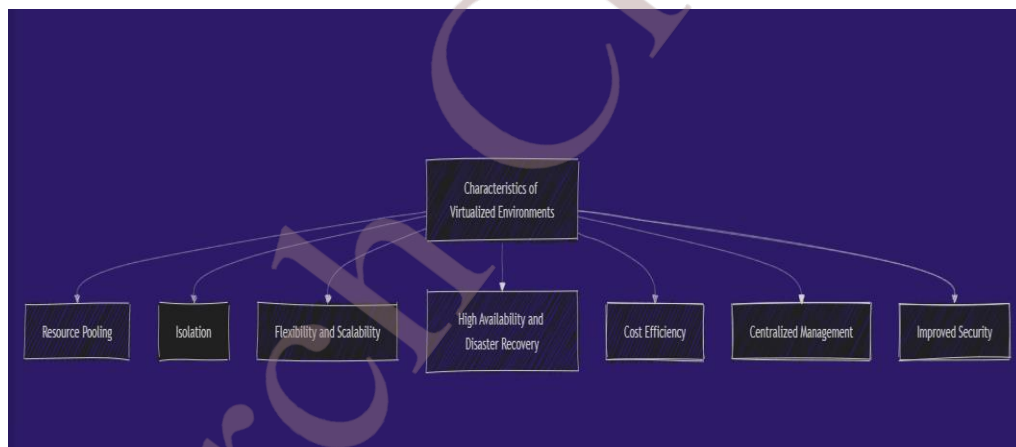 Characteristics of
Virtualized Environments
Resource Pooling
Isolation
Flexibility and Scalability
High Availability and
Disaster Recovery
Cost Efficiency
Centralized Management
Improved Security